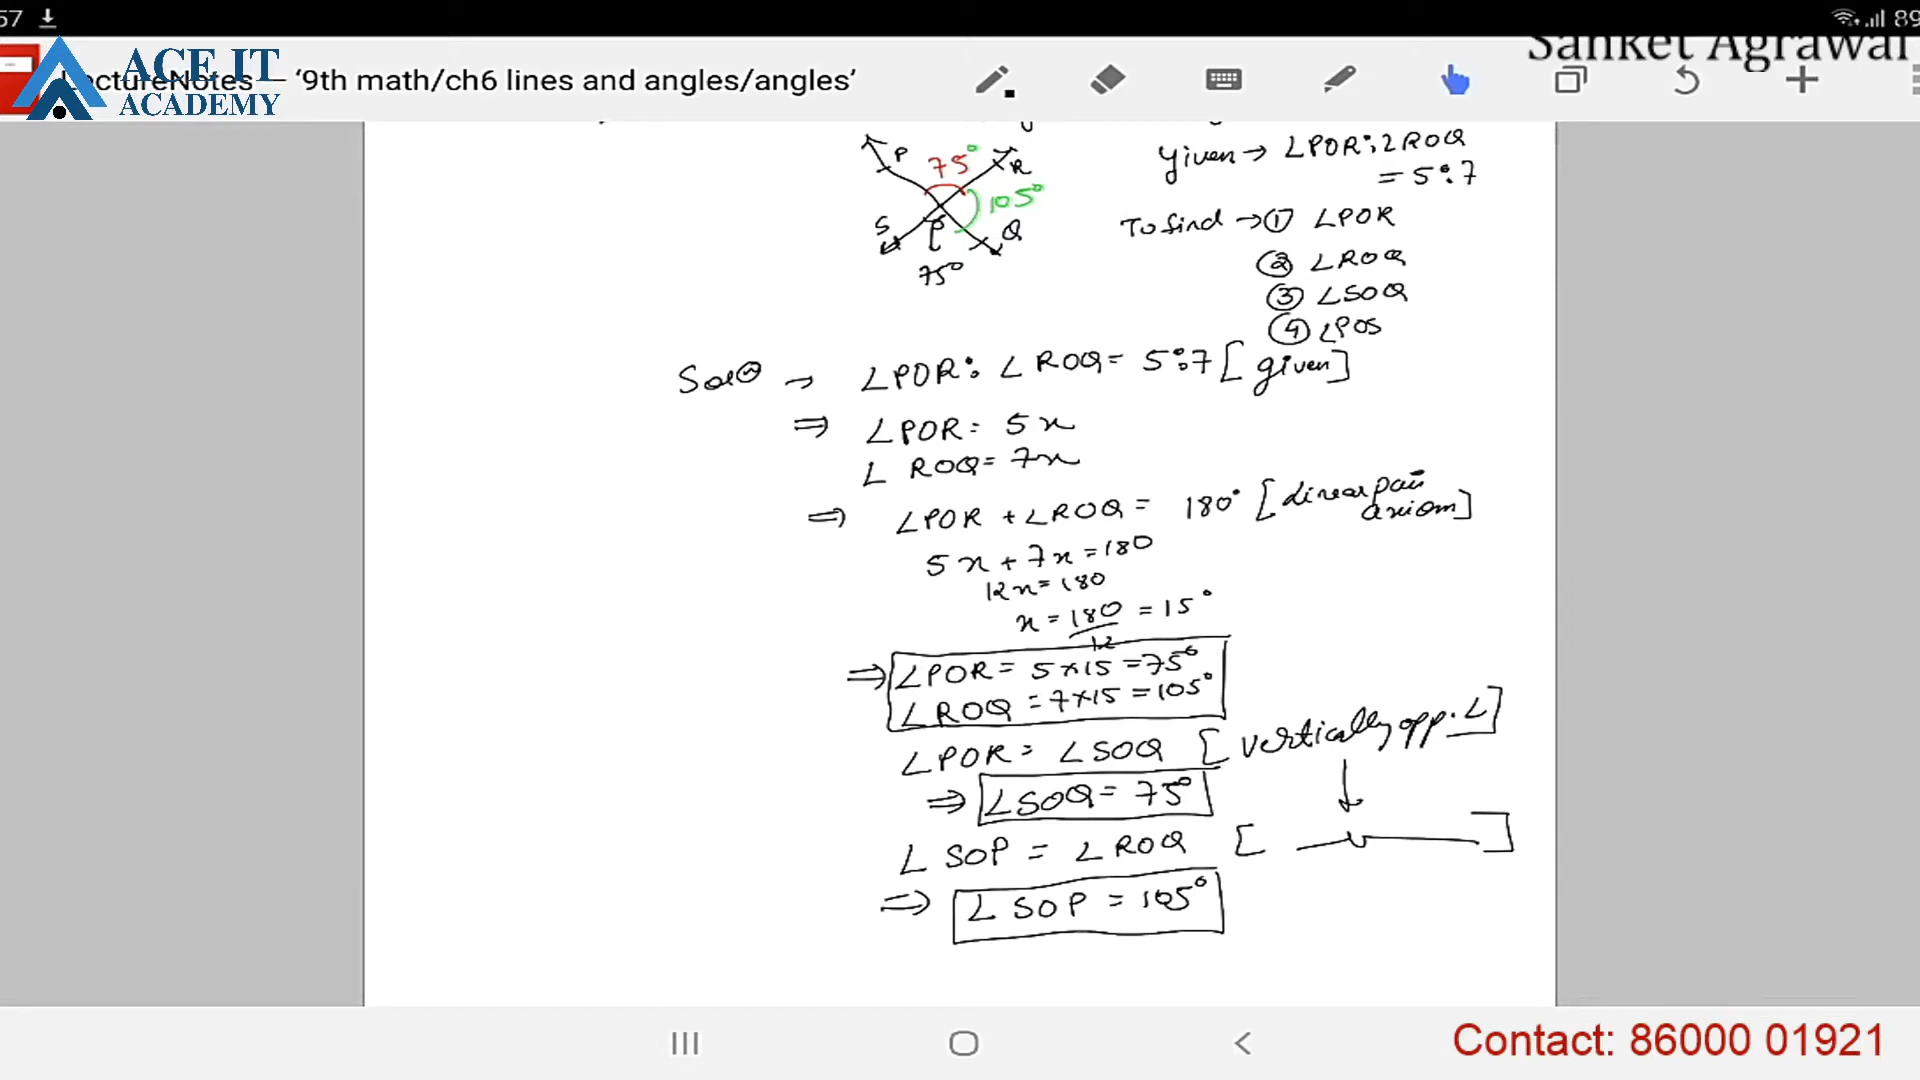 57
89
Sanket Agrawal
ACE IT
ACADEMY
LectureNotes – ‘9th math/ch6 lines and angles/angles’
P
75°
R
105°
S
Q
75°
Given → ∠POR : ∠ROQ
= 5:7
To find → ① ∠POR
② ∠ROQ
③ ∠SOQ
④ ∠POS
→ ∠POR : ∠ROQ = 5:7 [given]
⇒ ∠POR = 5x
∠ROQ = 7x
⇒ ∠POR + ∠ROQ = 180° [Linear pair
axiom]
5x + 7x = 180
12x = 180
x = 180/12 = 15°
⇒ ∠POR = 5×15 = 75°
∠ROQ = 7×15 = 105°
∠POR = ∠SOQ [vertically opp. ∠]
⇒ ∠SOQ = 75°
∠SOP = ∠ROQ [ ]
⇒ ∠SOP = 105°
Contact: 86000 01921